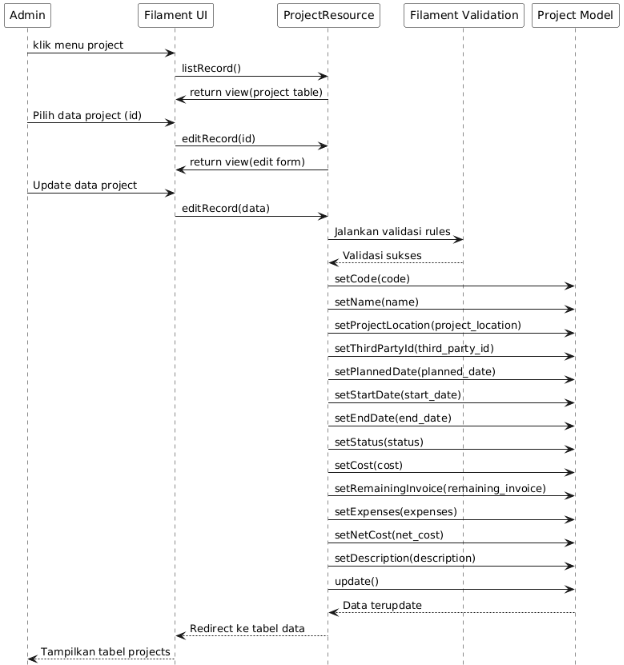 Admin
Filament UI
ProjectResource
Filament Validation
Project Model
klik menu project
listRecord()
return view(project table)
Pilih data project (id)
editRecord(id)
return view(edit form)
Update data project
editRecord(data)
Jalankan validasi rules
Validasi sukses
setCode(code)
setName(name)
setProjectLocation(project_location)
setThirdPartyId(third_party_id)
setPlannedDate(planned_date)
setStartDate(start_date)
setEndDate(end_date)
setStatus(status)
setCost(cost)
setRemainingInvoice(remaining_invoice)
setExpenses(expenses)
setNetCost(net_cost)
setDescription(description)
update()
Data terupdate
Redirect ke tabel data
Tampilkan tabel projects